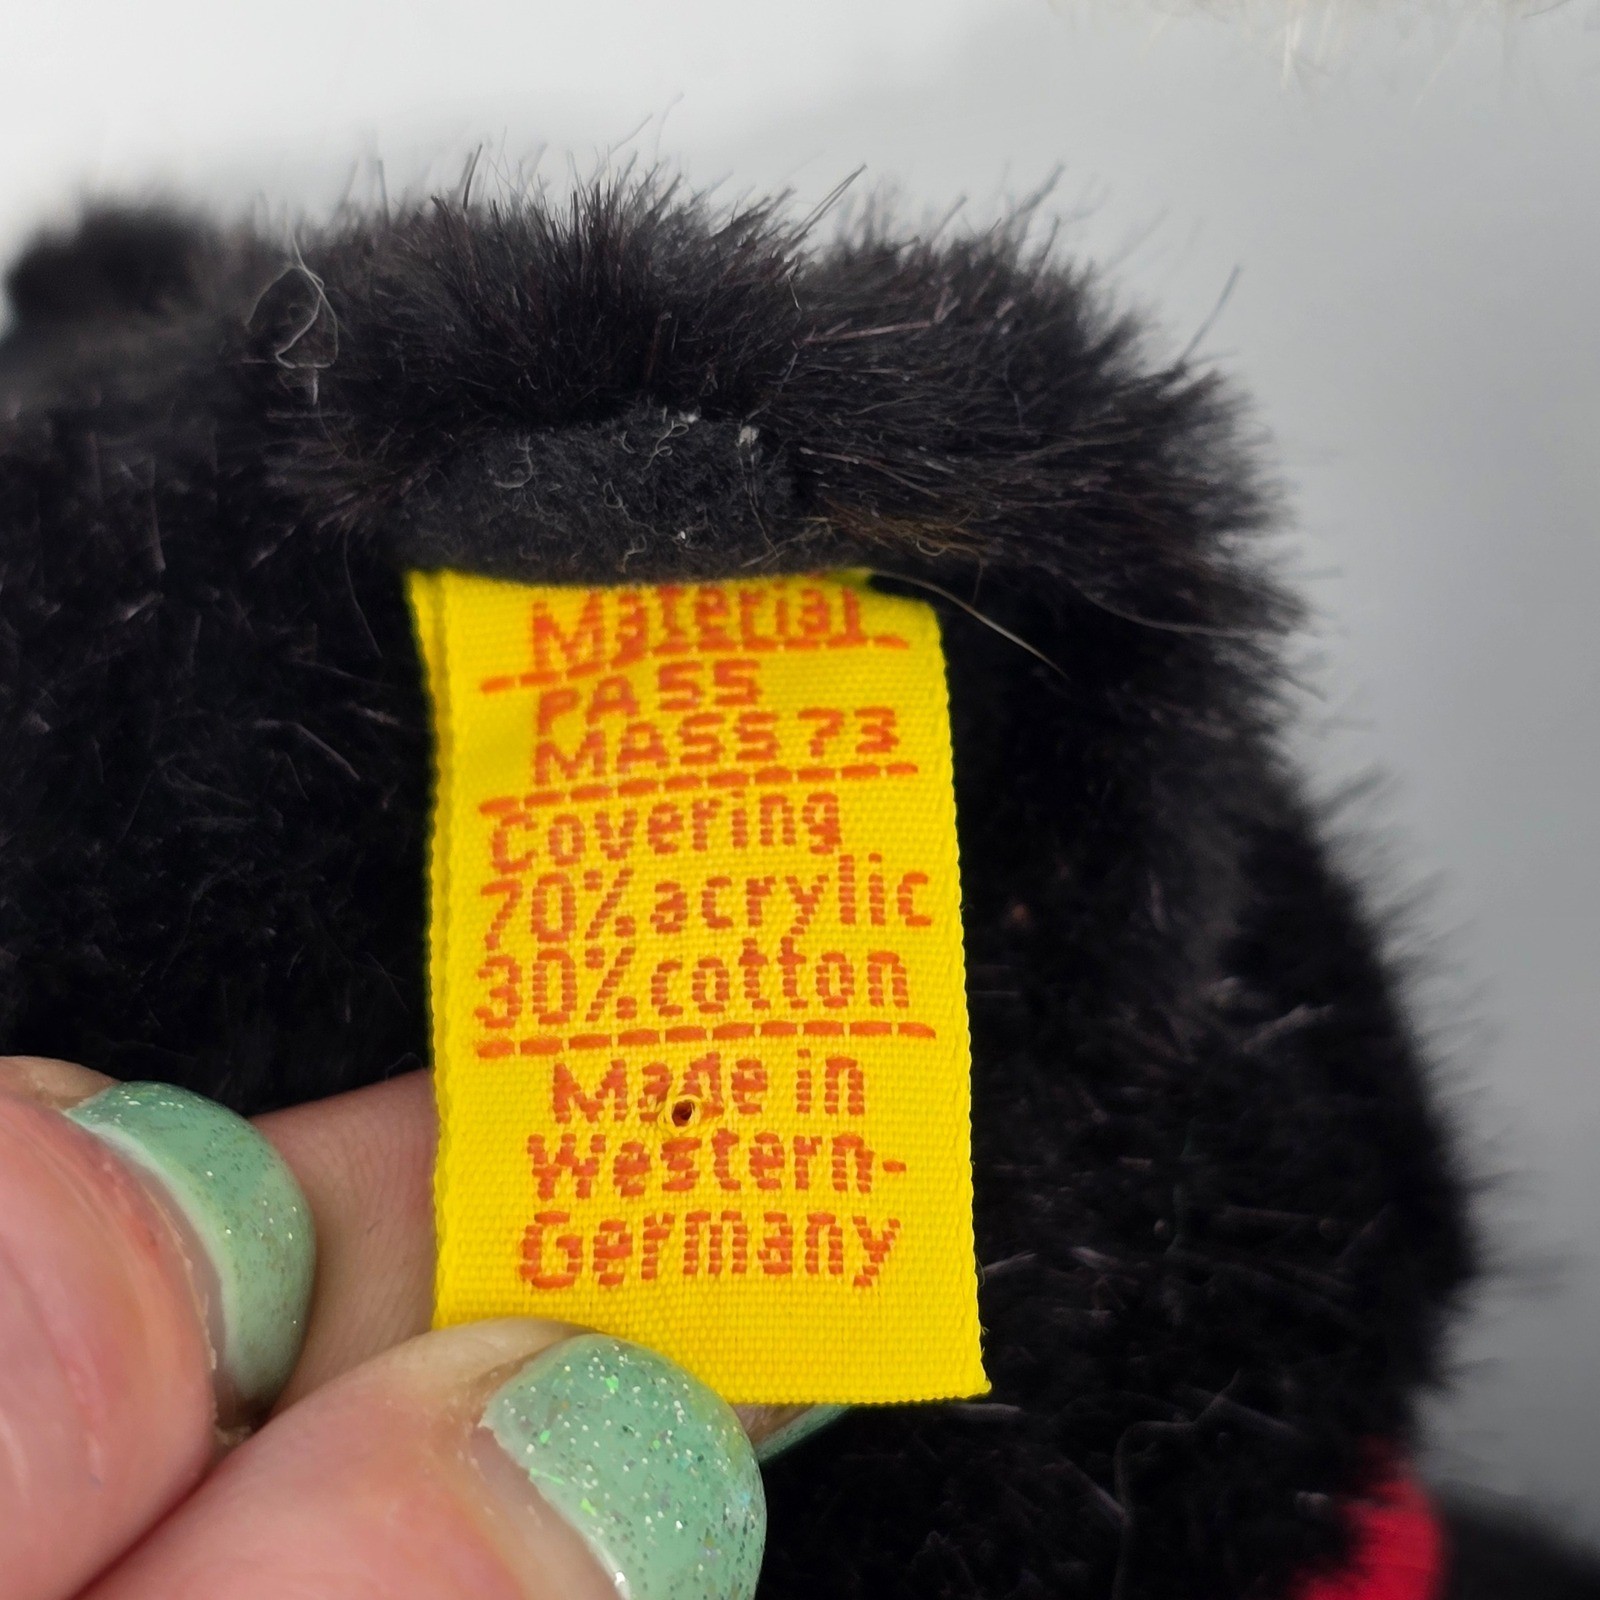 Material
PA 55
MASS 73
Covering
70% acrylic
30% cotton
Made in
Western-
Germany